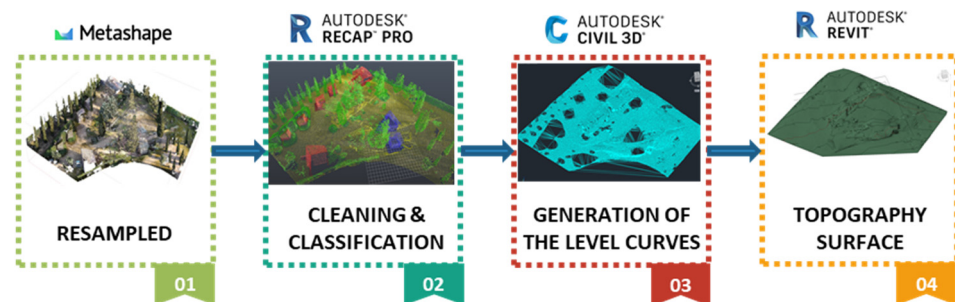 Metashape
RESAMPLED
01
AUTODESK®
RECAP™ PRO
CLEANING &
CLASSIFICATION
02
AUTODESK®
CIVIL 3D®
GENERATION OF
THE LEVEL CURVES
03
AUTODESK®
REVIT®
TOPOGRAPHY
SURFACE
04